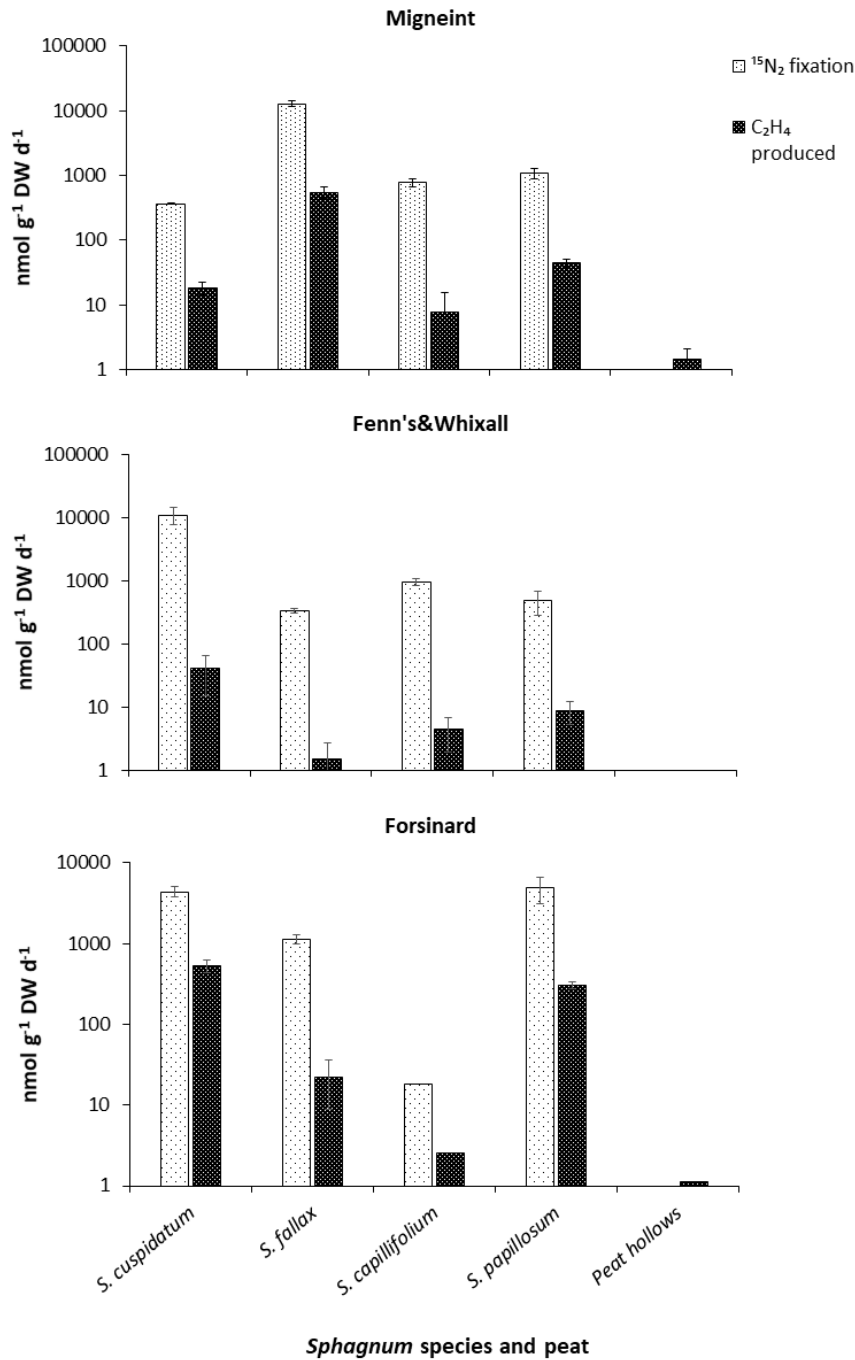 Migneint
100000
10000
1000
100
10
1
nmol g⁻¹ DW d⁻¹
¹⁵N₂ fixation
C₂H₄
produced
Fenn's&Whixall
100000
10000
1000
100
10
1
nmol g⁻¹ DW d⁻¹
Forsinard
10000
1000
100
10
1
nmol g⁻¹ DW d⁻¹
S. cuspidatum
S. fallax
S. capillifolium
S. papillosum
Peat hollows
Sphagnum species and peat